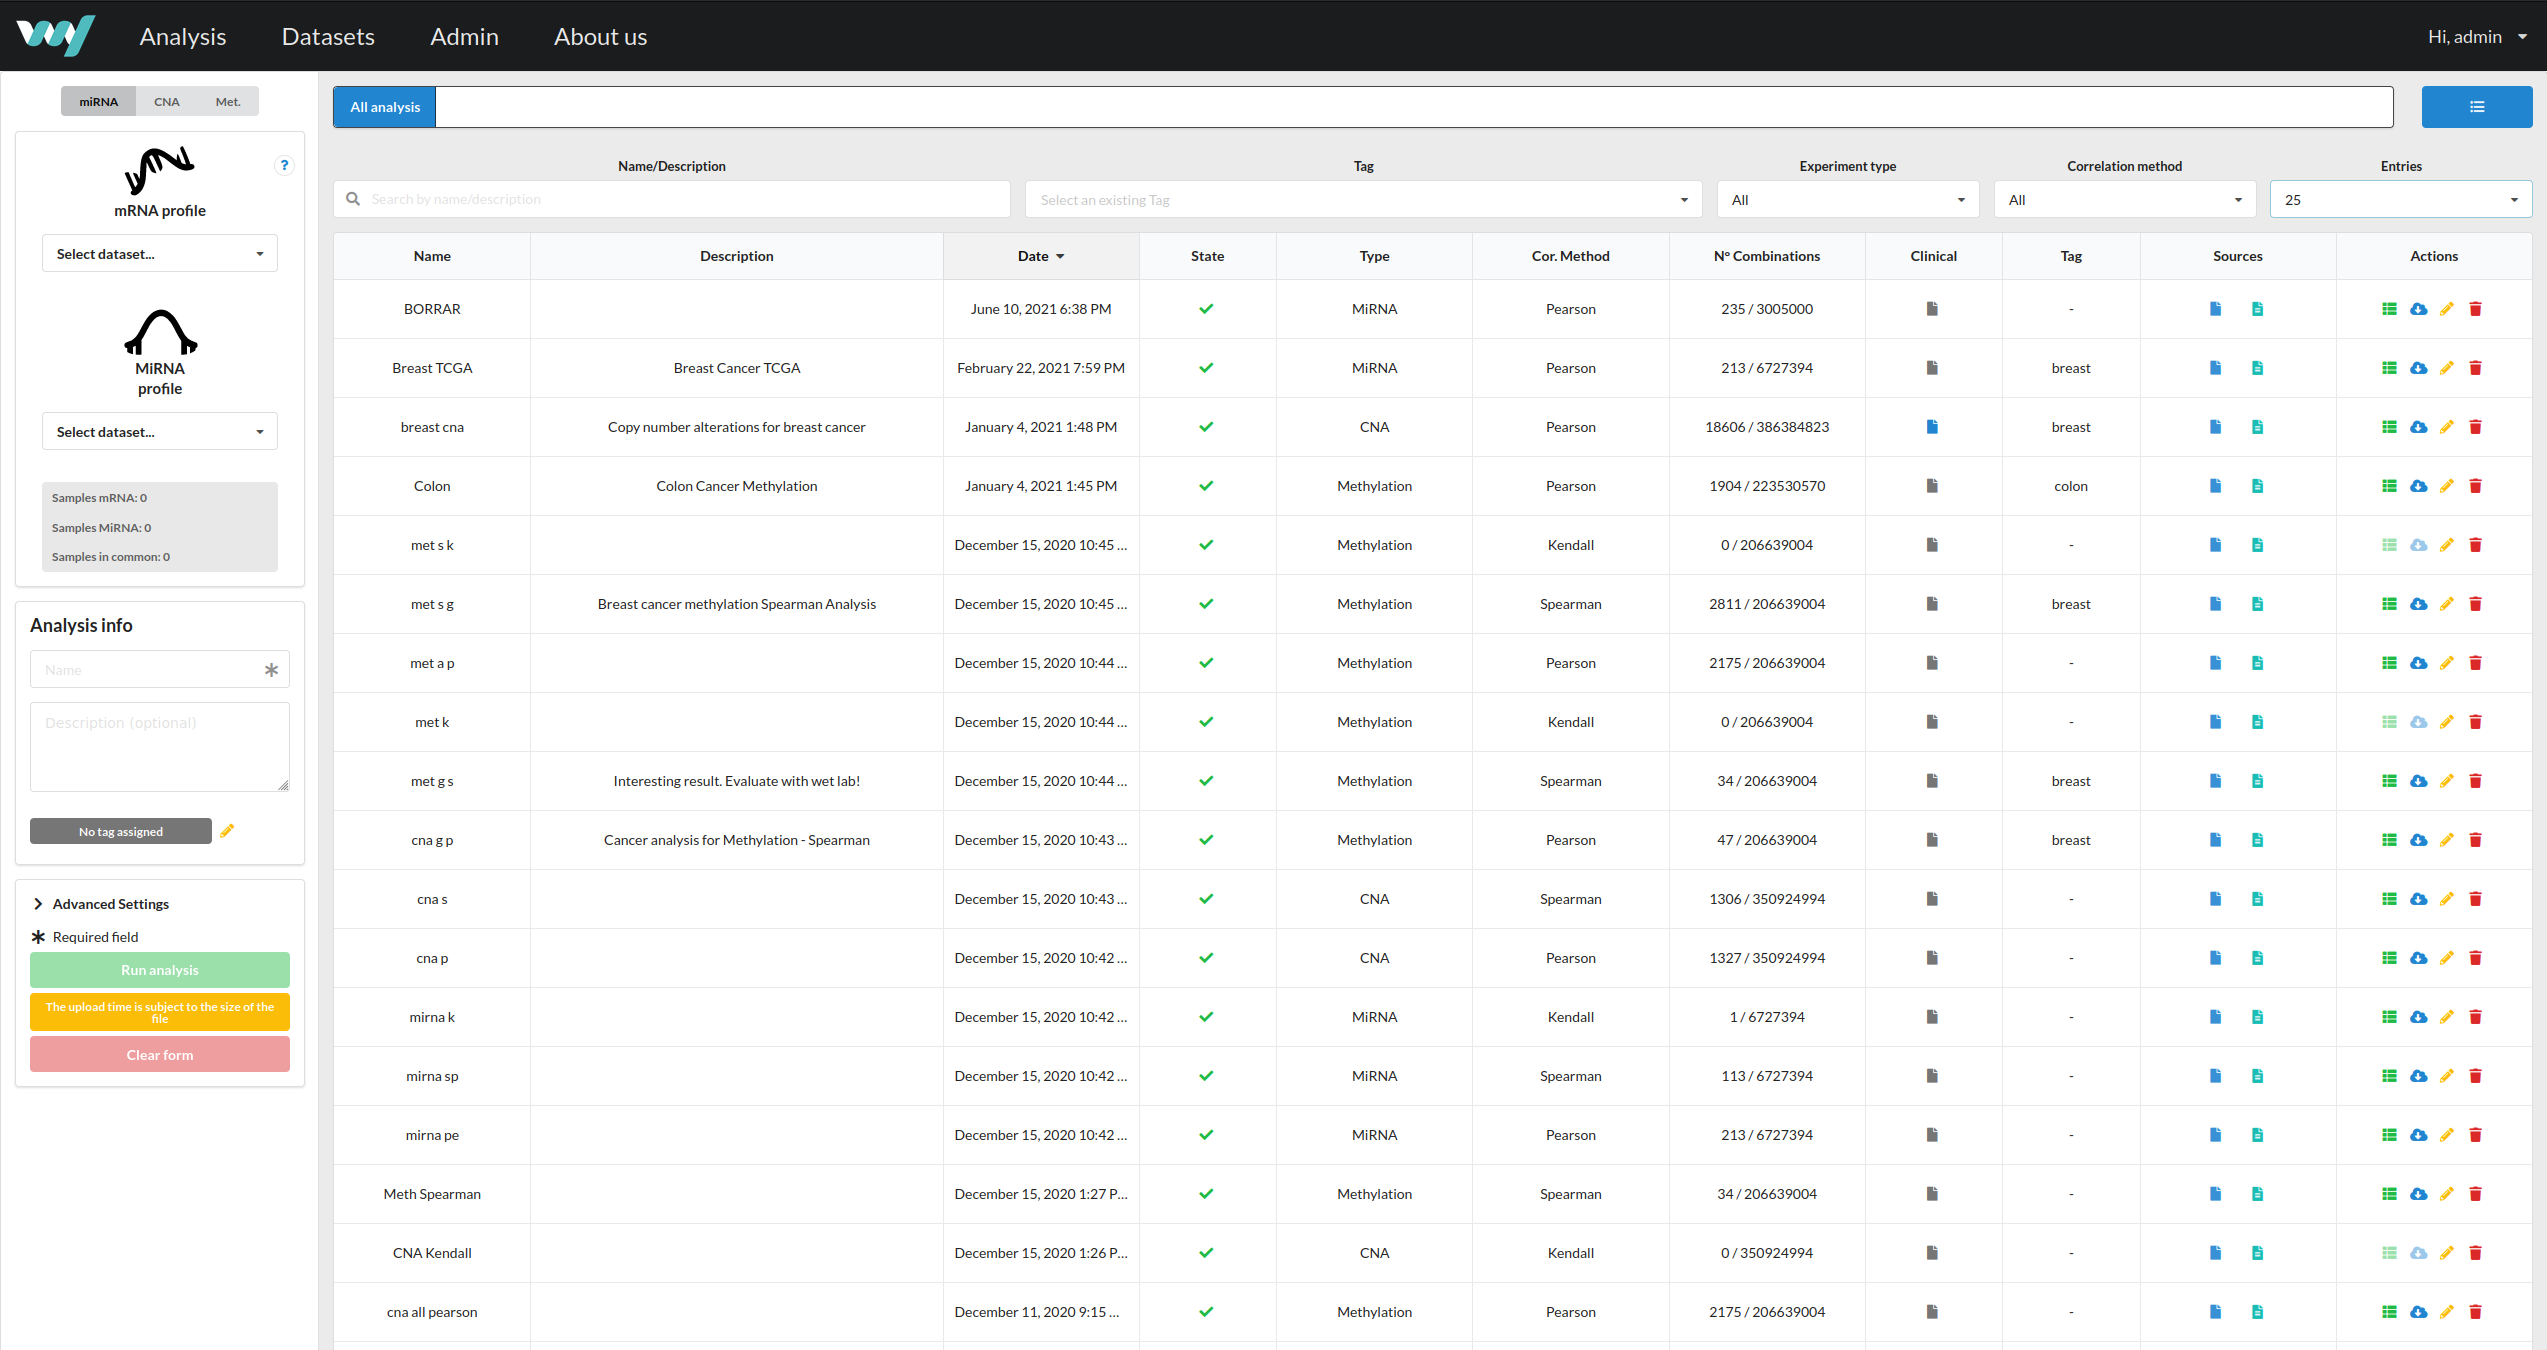 Analysis Datasets Admin About us Hi, admin
miRNA CNA Met.
mRNA profile
Select dataset...
MiRNA
profile
Select dataset...
Samples mRNA: 0
Samples MiRNA: 0
Samples in common: 0
Analysis info
Name
Description (optional)
No tag assigned
Advanced Settings
Required field
Run analysis
The upload time is subject to the size of the
file
Clear form
All analysis
Name/Description Tag Experiment type Correlation method Entries
Search by name/description Select an existing Tag All All 25
Name Description Date State Type Cor. Method N° Combinations Clinical Tag Sources Actions
BORRAR June 10, 2021 6:38 PM MiRNA Pearson 235 / 3005000 -
Breast TCGA Breast Cancer TCGA February 22, 2021 7:59 PM MiRNA Pearson 213 / 6727394 breast
breast cna Copy number alterations for breast cancer January 4, 2021 1:48 PM CNA Pearson 18606 / 386384823 breast
Colon Colon Cancer Methylation January 4, 2021 1:45 PM Methylation Pearson 1904 / 223530570 colon
met s k December 15, 2020 10:45 ... Methylation Kendall 0 / 206639004 -
met s g Breast cancer methylation Spearman Analysis December 15, 2020 10:45 ... Methylation Spearman 2811 / 206639004 breast
met a p December 15, 2020 10:44 ... Methylation Pearson 2175 / 206639004 -
met k December 15, 2020 10:44 ... Methylation Kendall 0 / 206639004 -
met g s Interesting result. Evaluate with wet lab! December 15, 2020 10:44 ... Methylation Spearman 34 / 206639004 breast
cna g p Cancer analysis for Methylation - Spearman December 15, 2020 10:43 ... Methylation Pearson 47 / 206639004 breast
cna s December 15, 2020 10:43 ... CNA Spearman 1306 / 350924994 -
cna p December 15, 2020 10:42 ... CNA Pearson 1327 / 350924994 -
mirna k December 15, 2020 10:42 ... MiRNA Kendall 1 / 6727394 -
mirna sp December 15, 2020 10:42 ... MiRNA Spearman 113 / 6727394 -
mirna pe December 15, 2020 10:42 ... MiRNA Pearson 213 / 6727394 -
Meth Spearman December 15, 2020 1:27 P... Methylation Spearman 34 / 206639004 -
CNA Kendall December 15, 2020 1:26 P... CNA Kendall 0 / 350924994 -
cna all pearson December 11, 2020 9:15 ... Methylation Pearson 2175 / 206639004 -